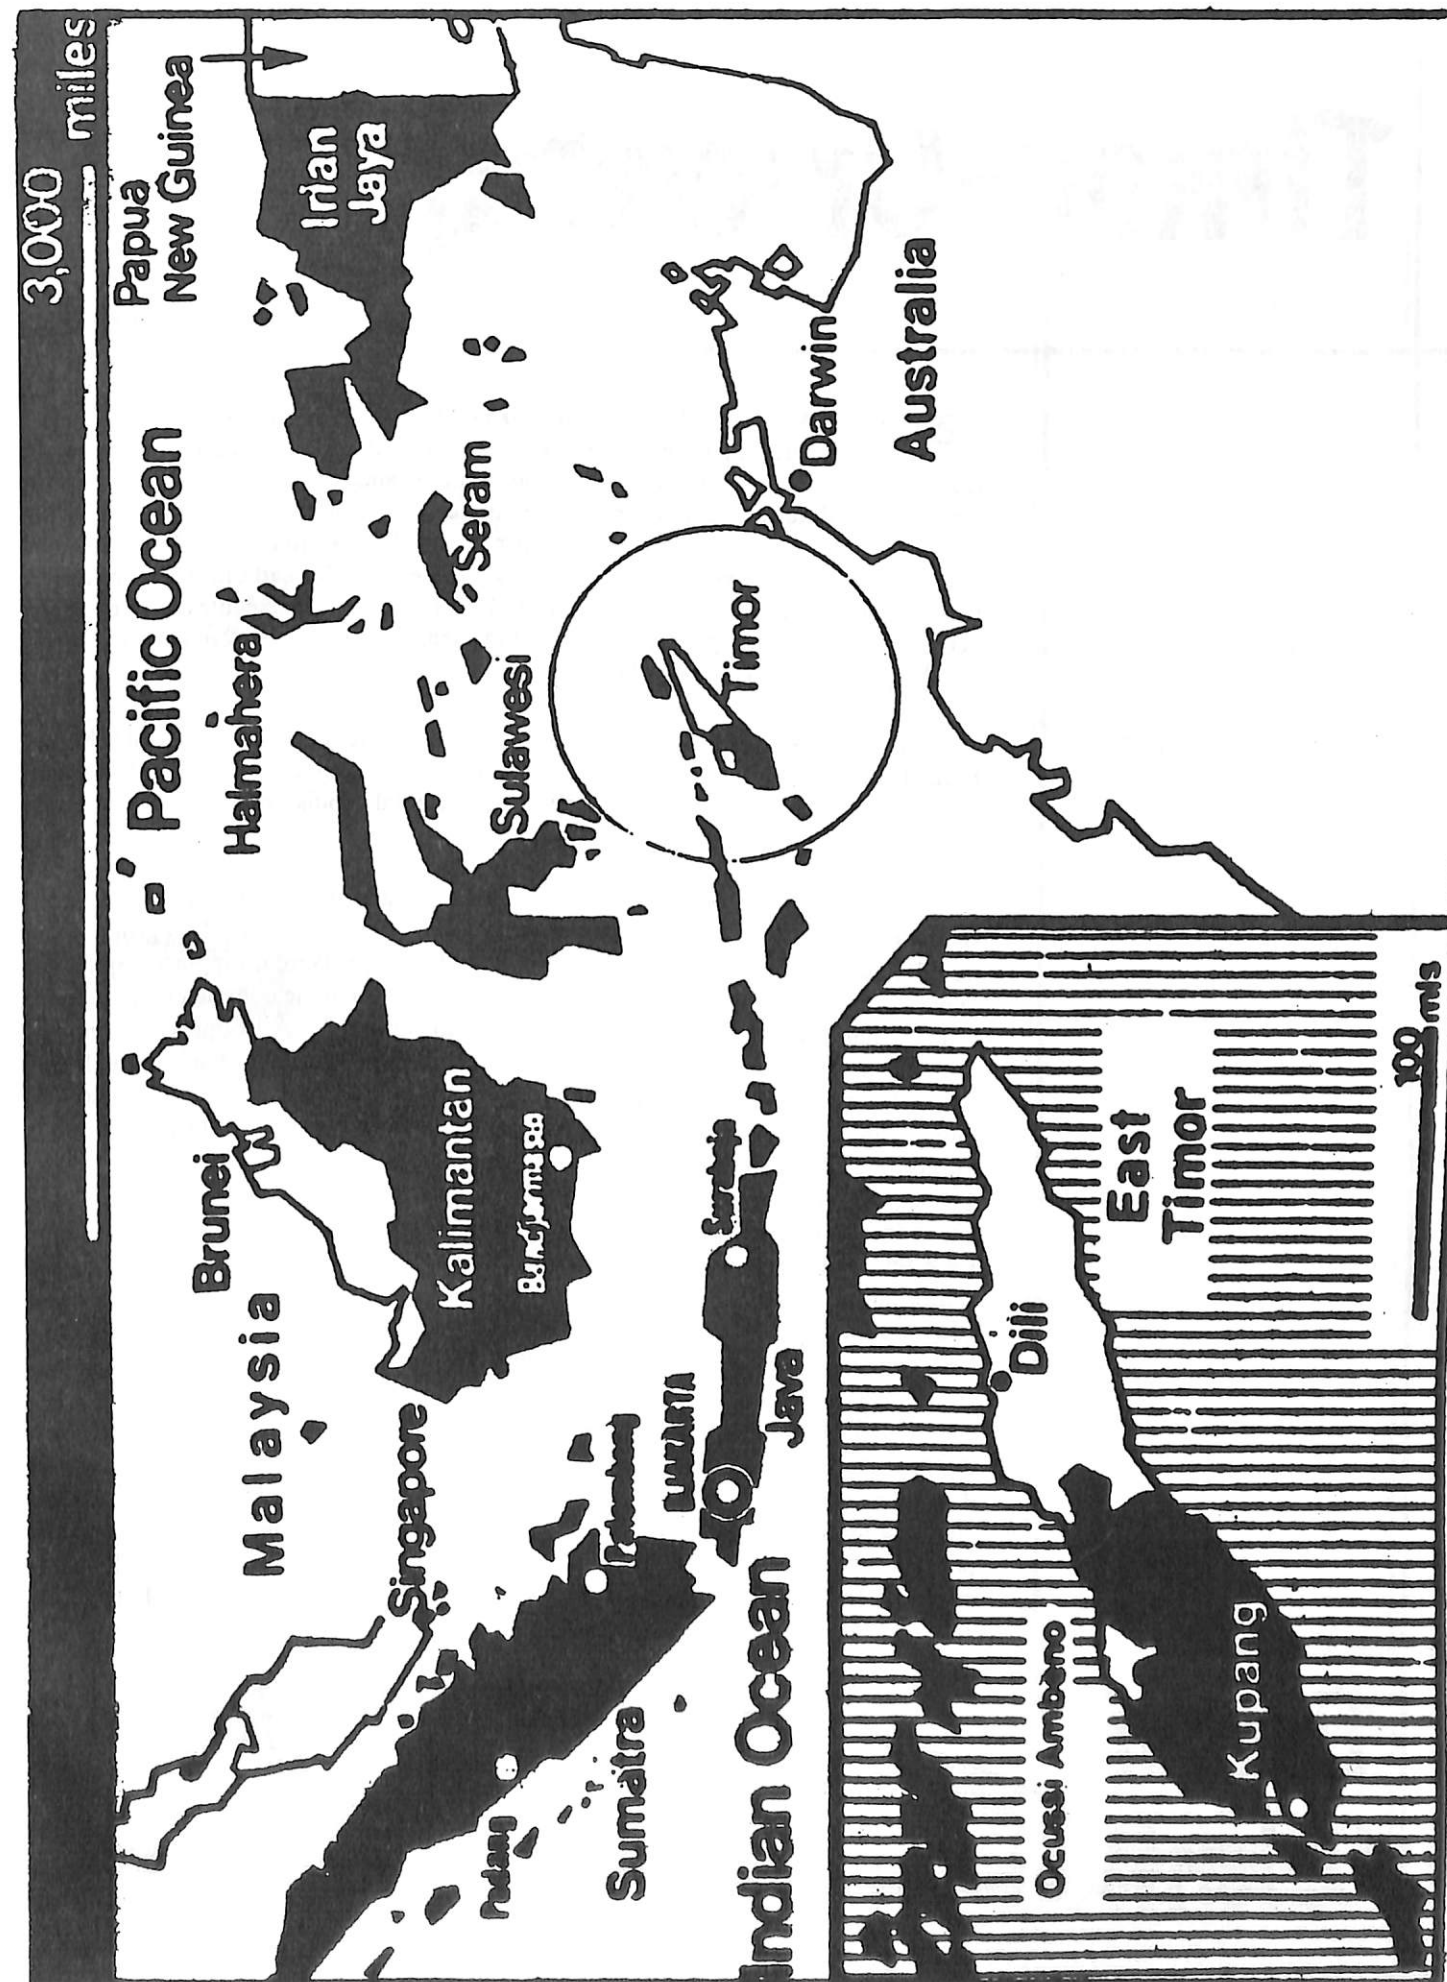 3,000 miles
Papua
New Guinea
Irian
Jaya
Pacific Ocean
Halmahera
Seram
Sulawesi
Brunei
Malaysia
Kalimantan
Singapore
Padang
Sumatra
JAKARTA
Java
Indian Ocean
Timor
Darwin
Australia
East
Timor
Dili
Ocussi Ambeno
Kupang
100 mls